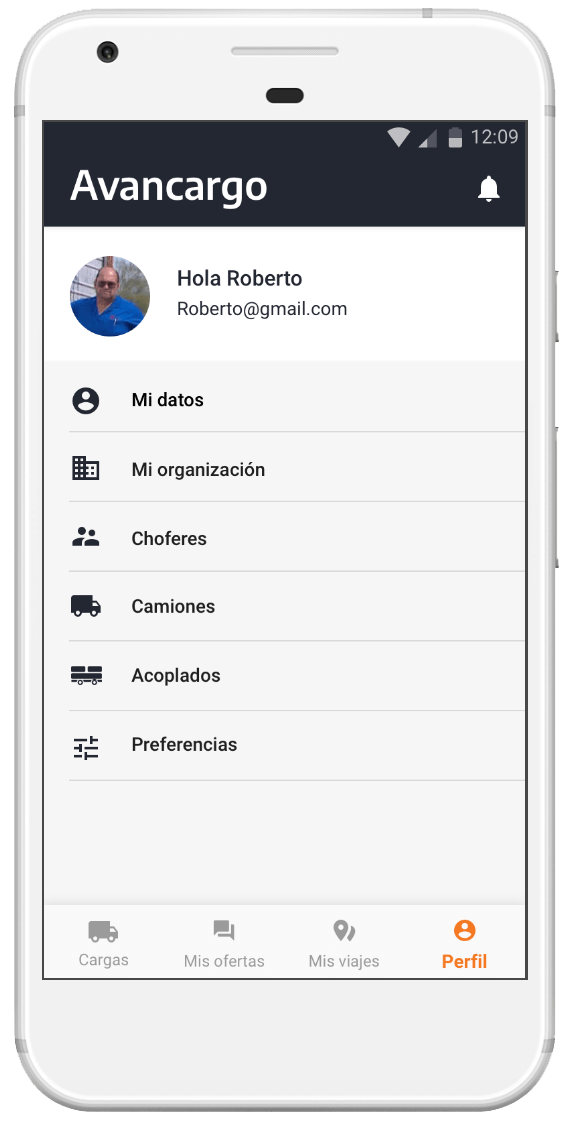 12:09
Avancargo
Hola Roberto
Roberto@gmail.com
Mi datos
Mi organización
Choferes
Camiones
Acoplados
Preferencias
Cargas
Mis ofertas
Mis viajes
Perfil